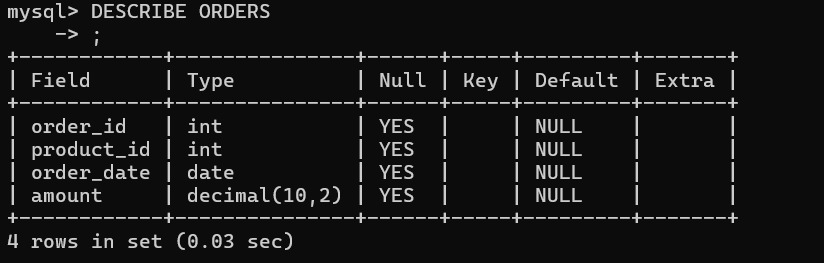 mysql> DESCRIBE ORDERS
    -> ;
+------------+---------------+------+-----+---------+-------+
| Field      | Type          | Null | Key | Default | Extra |
+------------+---------------+------+-----+---------+-------+
| order_id   | int           | YES  |     | NULL    |       |
| product_id | int           | YES  |     | NULL    |       |
| order_date | date          | YES  |     | NULL    |       |
| amount     | decimal(10,2) | YES  |     | NULL    |       |
+------------+---------------+------+-----+---------+-------+
4 rows in set (0.03 sec)